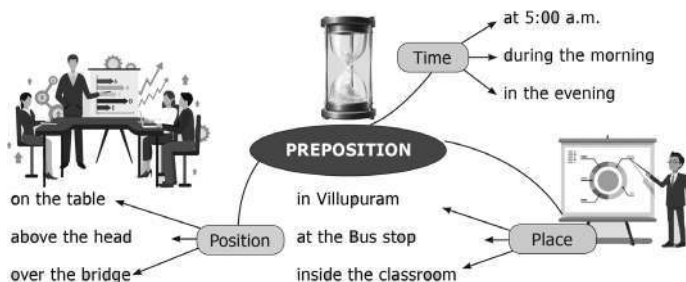 at 5:00 a.m.
Time
during the morning
in the evening
PREPOSITION
on the table
above the head
over the bridge
Position
in Villupuram
at the Bus stop
inside the classroom
Place